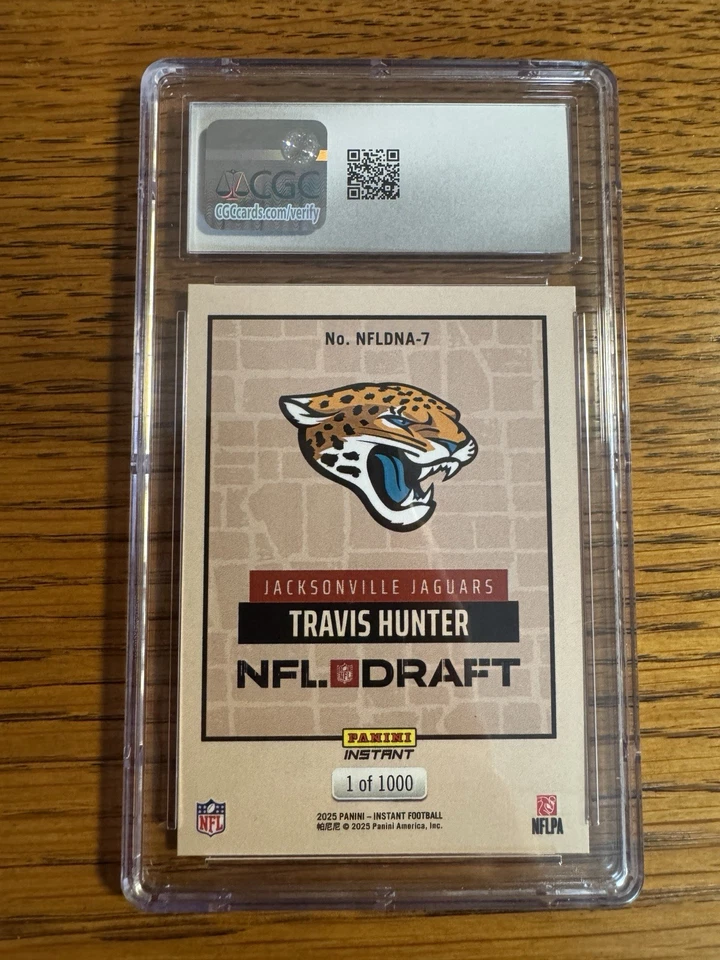 CGC
CGCcards.com/verify
No. NFLDNA-7
JACKSONVILLE JAGUARS
TRAVIS HUNTER
NFL NFL DRAFT
PANINI
INSTANT
1 of 1000
NFL
2025 PANINI – INSTANT FOOTBALL
帕尼尼 © 2025 Panini America, Inc.
NFLPA